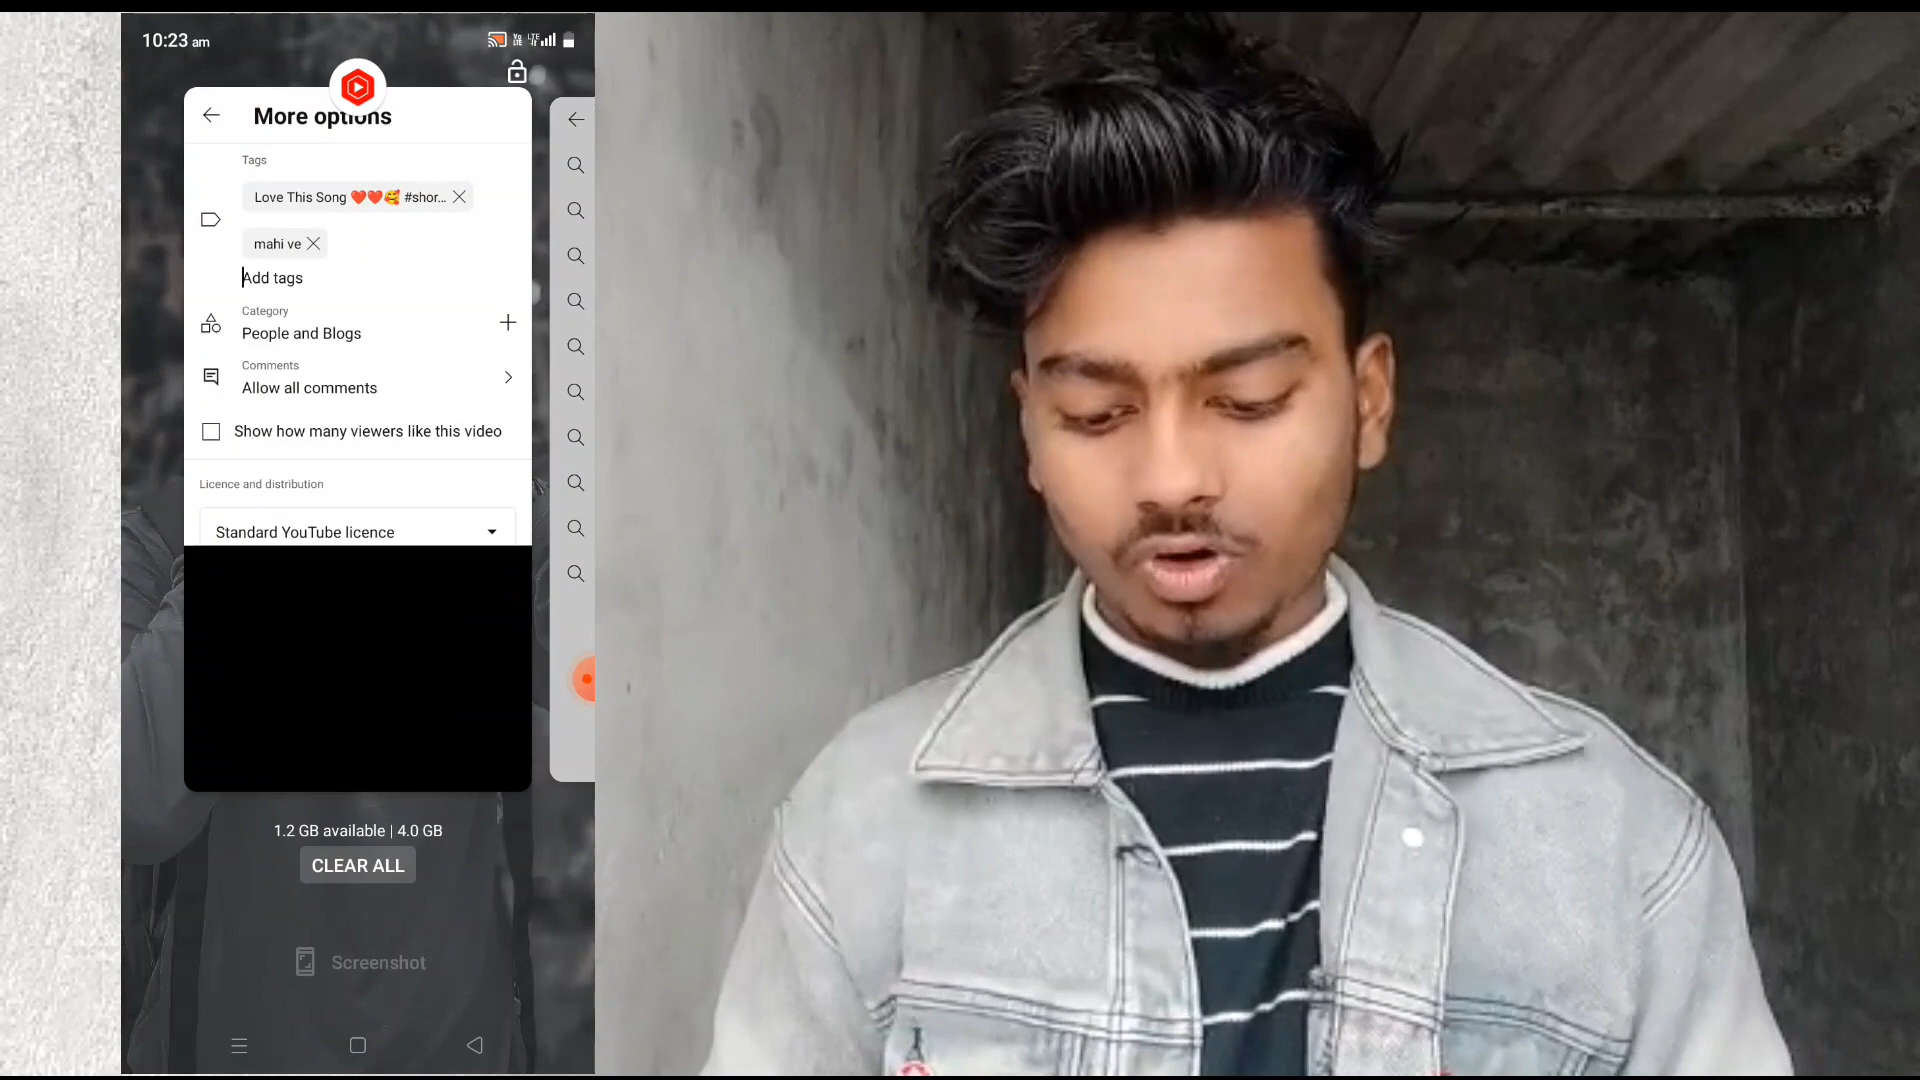 10:23 am
More options
Tags
Love This Song ❤️❤️🥰 #shor...
mahi ve
Add tags
Category
People and Blogs
Comments
Allow all comments
Show how many viewers like this video
Licence and distribution
Standard YouTube licence
1.2 GB available | 4.0 GB
CLEAR ALL
Screenshot